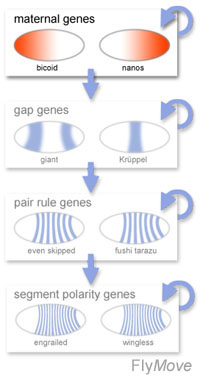 maternal genes
bicoid nanos
gap genes
giant Krüppel
pair rule genes
even skipped fushi tarazu
segment polarity genes
engrailed wingless
FlyMove